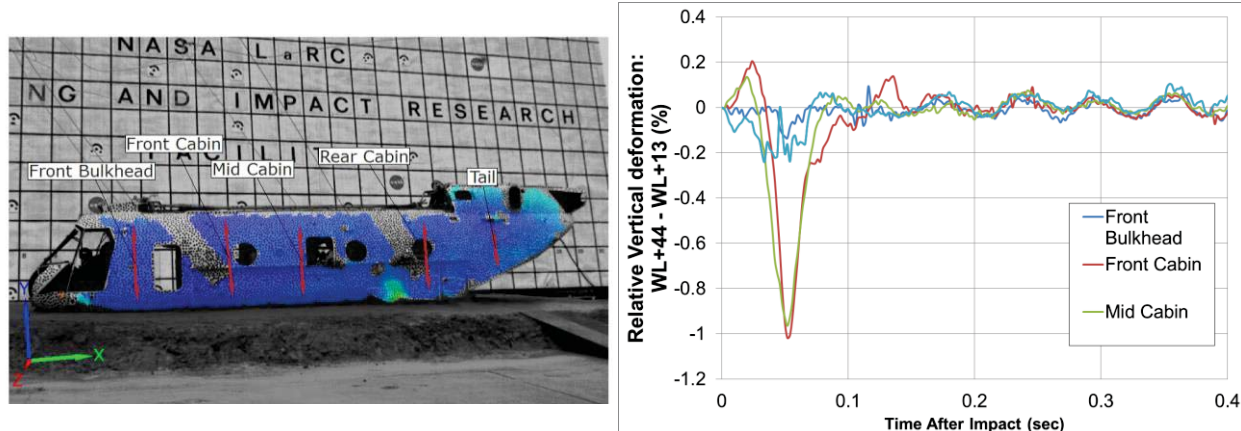 NASA LaRC
NG AND IMPACT RESEARCH
Front Cabin
Front Bulkhead
Mid Cabin
Rear Cabin
Tail
Y
X
Z
Relative Vertical deformation:
WL+44 - WL+13 (%)
0.4
0.2
0
-0.2
-0.4
-0.6
-0.8
-1
-1.2
0
0.1
0.2
0.3
0.4
Time After Impact (sec)
Front
Bulkhead
Front Cabin
Mid Cabin